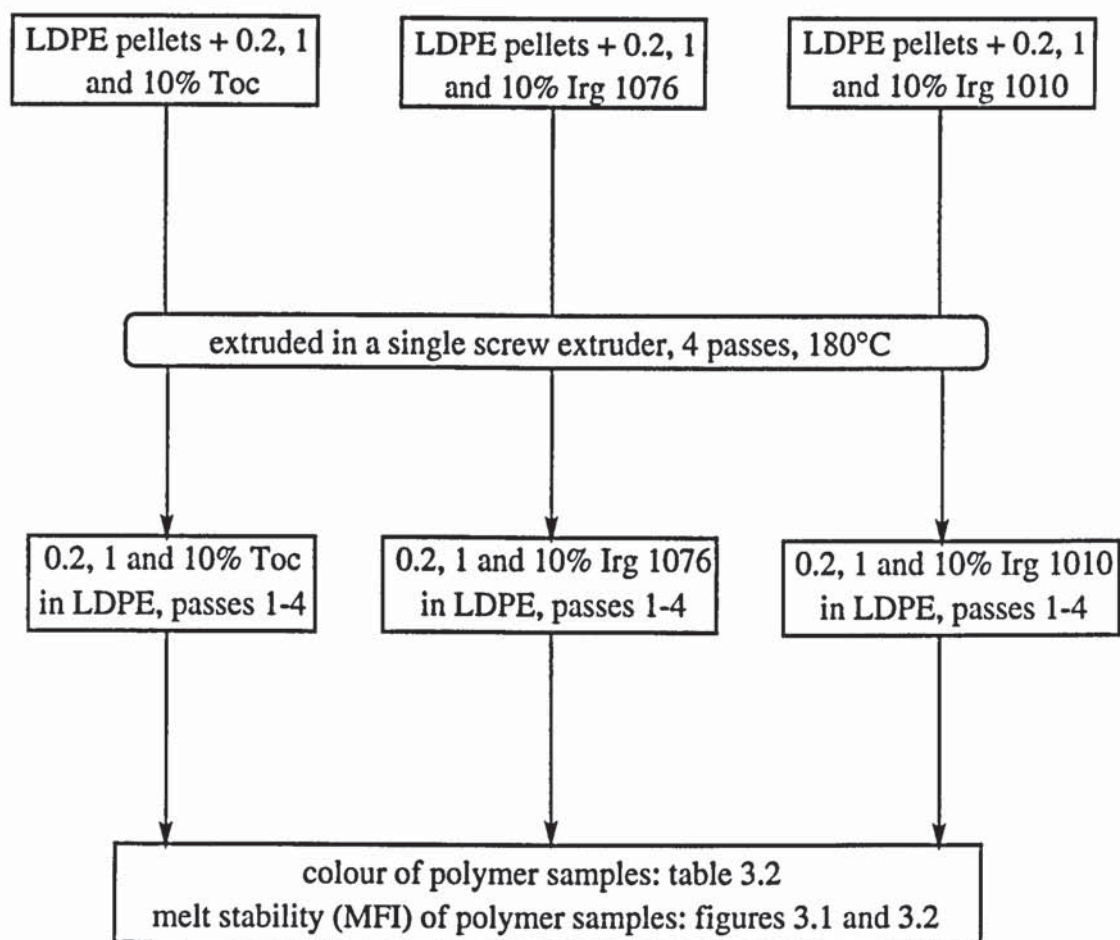 LDPE pellets + 0.2, 1
and 10% Toc
LDPE pellets + 0.2, 1
and 10% Irg 1076
LDPE pellets + 0.2, 1
and 10% Irg 1010
extruded in a single screw extruder, 4 passes, 180°C
0.2, 1 and 10% Toc
in LDPE, passes 1-4
0.2, 1 and 10% Irg 1076
in LDPE, passes 1-4
0.2, 1 and 10% Irg 1010
in LDPE, passes 1-4
colour of polymer samples: table 3.2
melt stability (MFI) of polymer samples: figures 3.1 and 3.2